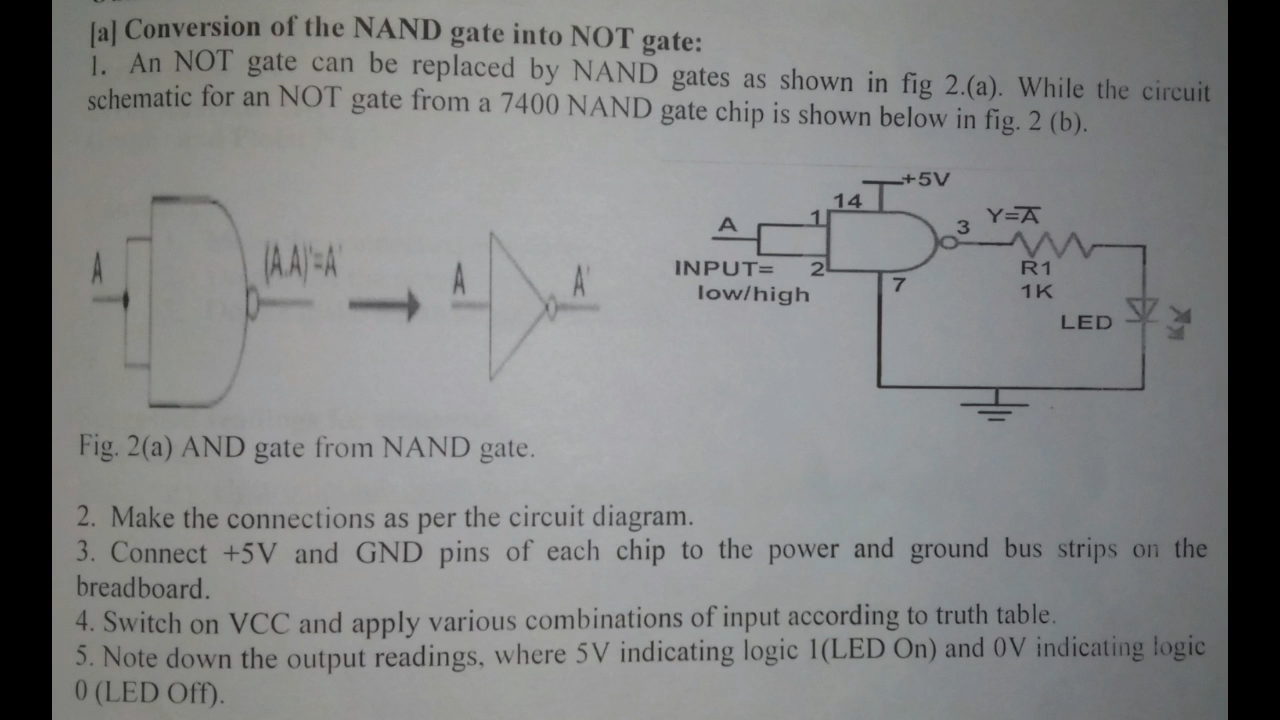 [a] Conversion of the NAND gate into NOT gate:
1. An NOT gate can be replaced by NAND gates as shown in fig 2.(a). While the circuit
schematic for an NOT gate from a 7400 NAND gate chip is shown below in fig. 2 (b).
A
(A.A)'=A'
A
A'
+5V
14
A
1
3
Y=A̅
INPUT=
2
7
R1
low/high
1K
LED
Fig. 2(a) AND gate from NAND gate.
2. Make the connections as per the circuit diagram.
3. Connect +5V and GND pins of each chip to the power and ground bus strips on the
breadboard.
4. Switch on VCC and apply various combinations of input according to truth table.
5. Note down the output readings, where 5V indicating logic 1(LED On) and 0V indicating logic
0 (LED Off).